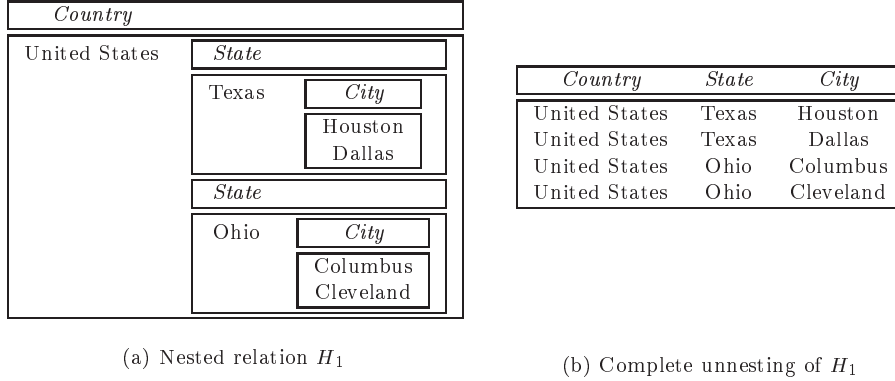 Country
United States
State
Texas
City
Houston
Dallas
State
Ohio
City
Columbus
Cleveland
(a) Nested relation H₁
Country State City
United States Texas Houston
United States Texas Dallas
United States Ohio Columbus
United States Ohio Cleveland
(b) Complete unnesting of H₁